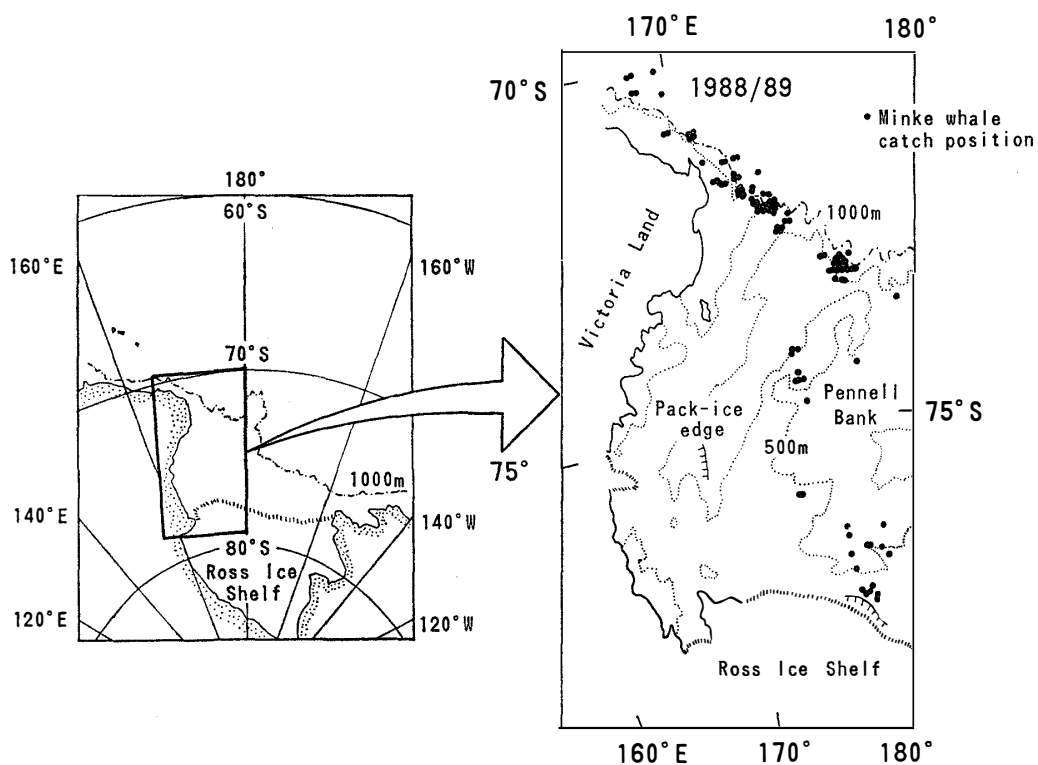 180°
60°S
160°E
160°W
70°S
1000m
140°E
140°W
80°S
Ross Ice
Shelf
120°E
120°W
170°E
180°
70°S
1988/89
Minke whale
catch position
1000m
Victoria Land
Pack-ice
edge
Pennell
Bank
75°S
500m
75°
Ross Ice Shelf
160°E
170°
180°